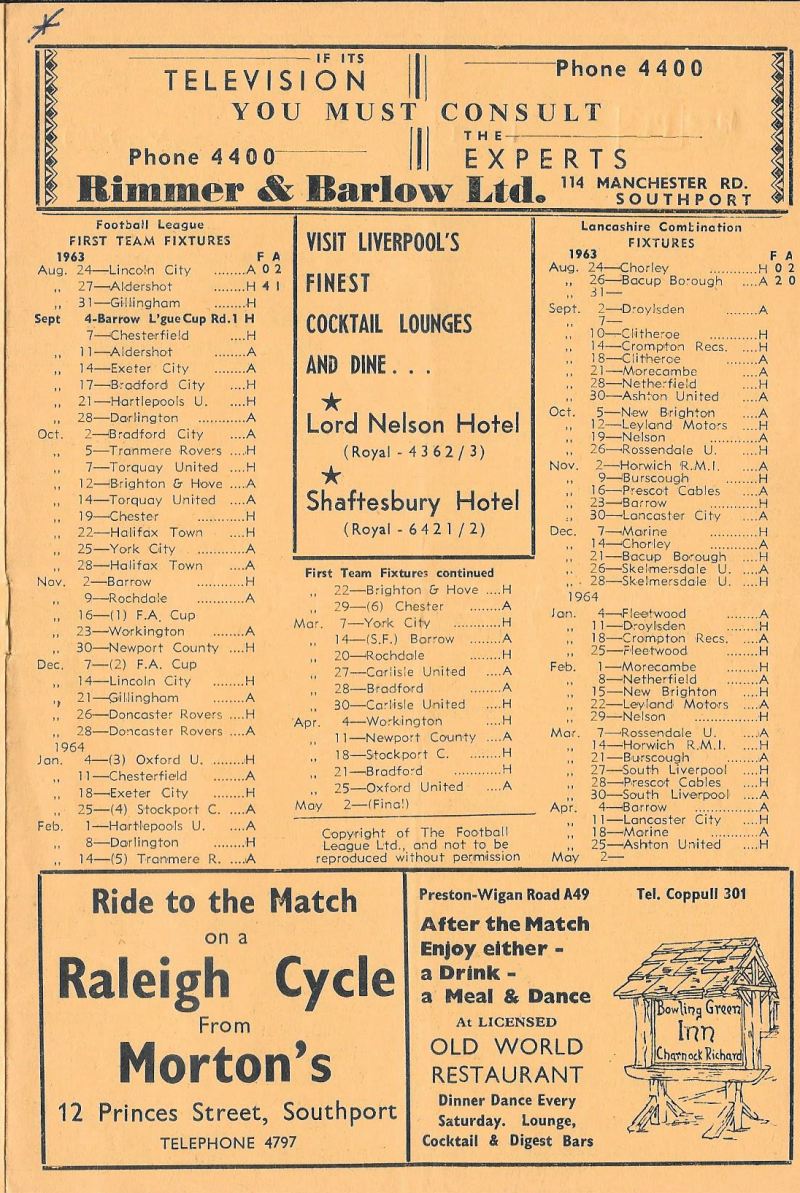 IF ITS
TELEVISION
Phone 4400
YOU MUST CONSULT
THE
Phone 4400
EXPERTS
Rimmer & Barlow Ltd.
114 MANCHESTER RD.
SOUTHPORT
Football League
FIRST TEAM FIXTURES
1963 F A
Aug. 24—Lincoln City ........A 0 2
,, 27—Aldershot ........H 4 1
,, 31—Gillingham ........H
Sept 4-Barrow L'gue Cup Rd.1 H
7—Chesterfield ....H
,, 11—Aldershot ........A
,, 14—Exeter City ........A
,, 17—Bradford City ....H
,, 21—Hartlepools U. ....H
,, 28—Darlington ............A
Oct. 2—Bradford City ....A
,, 5—Tranmere Rovers ....H
,, 7—Torquay United ....H
,, 12—Brighton & Hove ....A
,, 14—Torquay United ....A
,, 19—Chester ............H
,, 22—Halifax Town ....H
,, 25—York City ........A
,, 28—Halifax Town ....A
Nov. 2—Barrow ............H
,, 9—Rochdale ............A
,, 16—(1) F.A. Cup
,, 23—Workington ........A
,, 30—Newport County ....H
Dec. 7—(2) F.A. Cup
,, 14—Lincoln City ........H
,, 21—Gillingham ........A
,, 26—Doncaster Rovers ....H
,, 28—Doncaster Rovers ....A
1964
Jan. 4—(3) Oxford U. ........H
,, 11—Chesterfield ........A
,, 18—Exeter City ........H
,, 25—(4) Stockport C. ....A
Feb. 1—Hartlepools U. ....A
,, 8—Darlington ........H
,, 14—(5) Tranmere R. ....A
VISIT LIVERPOOL'S
FINEST
COCKTAIL LOUNGES
AND DINE . . .
Lord Nelson Hotel
(Royal - 4362/3)
Shaftesbury Hotel
(Royal - 6421/2)
First Team Fixtures continued
,, 22—Brighton & Hove ....H
,, 29—(6) Chester ........A
Mar. 7—York City ........H
,, 14—(S.F.) Barrow ........A
,, 20—Rochdale ........H
,, 27—Carlisle United ....A
,, 28—Bradford ........A
,, 30—Carlisle United ....H
Apr. 4—Workington ........H
,, 11—Newport County ....A
,, 18—Stockport C. ........H
,, 21—Bradford ............H
,, 25—Oxford United ....A
May 2—(Final)
Copyright of The Football
League Ltd., and not to be
reproduced without permission
Lancashire Combination
FIXTURES
1963 F A
Aug. 24—Chorley ............H 0 2
,, 26—Bacup Borough ........A 2 0
,, 31—
Sept. 2—Droylsden ........A
,, 7—
,, 10—Clitheroe ............H
,, 14—Crompton Recs. ....H
,, 18—Clitheroe ........A
,, 21—Morecambe ....A
,, 28—Netherfield ....H
,, 30—Ashton United ....A
Oct. 5—New Brighton ....A
,, 12—Leyland Motors ....H
,, 19—Nelson ............A
,, 26—Rossendale U. ....H
Nov. 2—Horwich R.M.I. ....A
,, 9—Burscough ........H
,, 16—Prescot Cables ....A
,, 23—Barrow ............H
,, 30—Lancaster City ....A
Dec. 7—Marine ............H
,, 14—Chorley ............A
,, 21—Bacup Borough ....H
,, 26—Skelmersdale U. ....A
,, 28—Skelmersdale U. ....H
1964
Jan. 4—Fleetwood ........A
,, 11—Droylsden ........H
,, 18—Crompton Recs. ....A
,, 25—Fleetwood ........H
Feb. 1—Morecambe ........H
,, 8—Netherfield ........A
,, 15—New Brighton ....H
,, 22—Leyland Motors ....A
,, 29—Nelson ................H
Mar. 7—Rossendale U. ....A
,, 14—Horwich R.M.I. ....H
,, 21—Burscough ........A
,, 27—South Liverpool ....H
,, 28—Prescot Cables ....H
,, 30—South Liverpool ....A
Apr. 4—Barrow ............A
,, 11—Lancaster City ....H
,, 18—Marine ............A
,, 25—Ashton United ....H
May 2—
Ride to the Match
on a
Raleigh Cycle
From
Morton's
12 Princes Street, Southport
TELEPHONE 4797
Preston-Wigan Road A49 Tel. Coppull 301
After the Match
Enjoy either -
a Drink -
a Meal & Dance
At LICENSED
OLD WORLD
RESTAURANT
Dinner Dance Every
Saturday. Lounge,
Cocktail & Digest Bars
Bowling Green
Inn
Charnock Richard